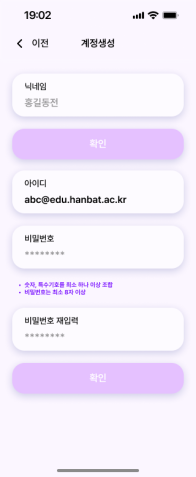 19:02
이전 계정생성
닉네임
홍길동전
확인
아이디
abc@edu.hanbat.ac.kr
비밀번호
********
• 숫자, 특수기호를 최소 하나 이상 조합
• 비밀번호는 최소 8자 이상
비밀번호 재입력
********
확인